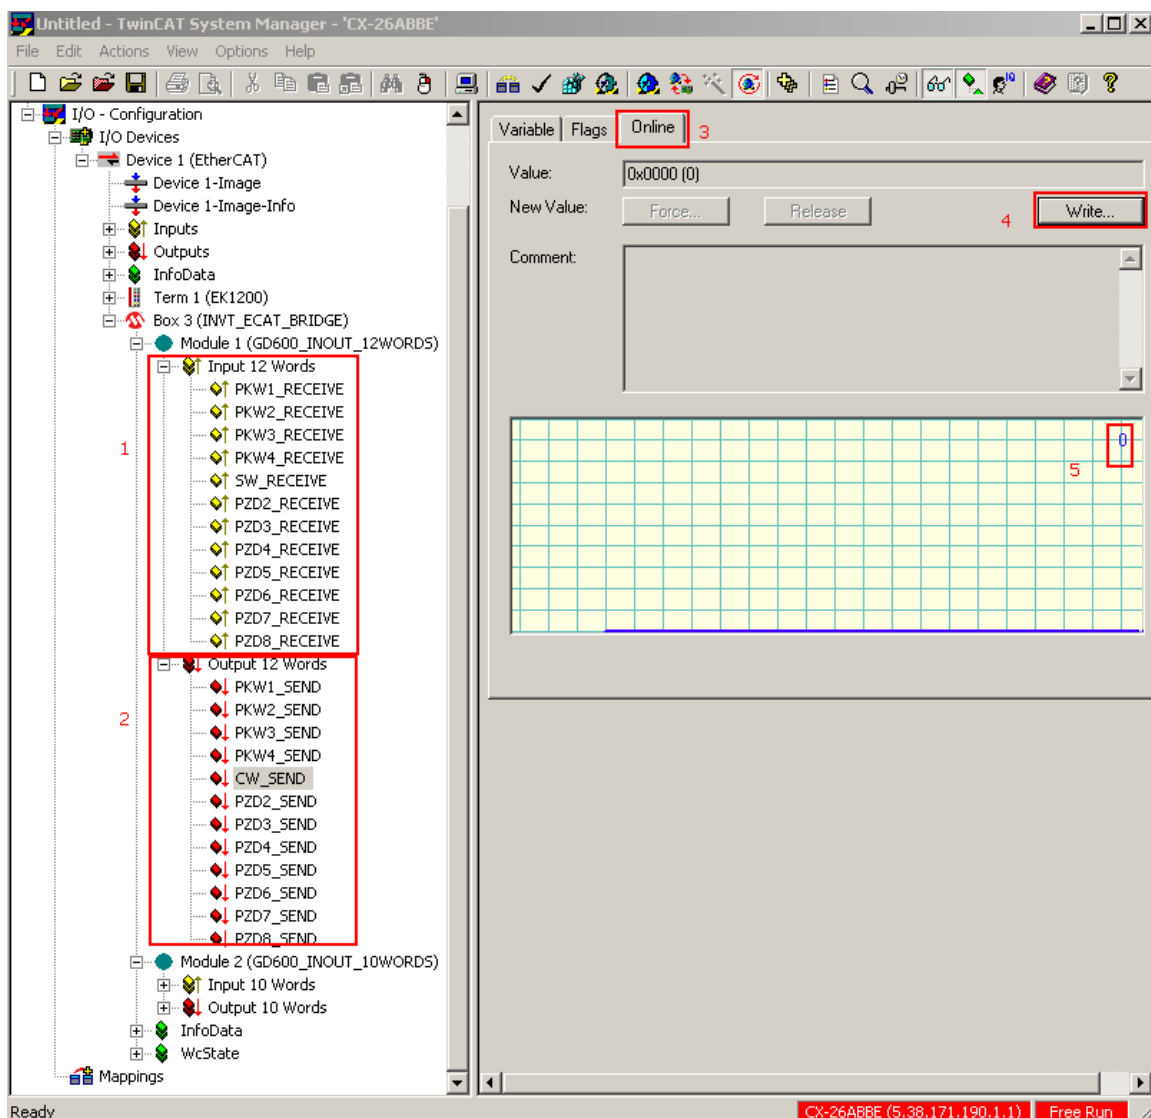 Untitled - TwinCAT System Manager - 'CX-26ABBE'
File Edit Actions View Options Help
I/O - Configuration
I/O Devices
Device 1 (EtherCAT)
Device 1-Image
Device 1-Image-Info
Inputs
Outputs
InfoData
Term 1 (EK1200)
Box 3 (INVT_ECAT_BRIDGE)
Module 1 (GD600_INOUT_12WORDS)
1
Input 12 Words
PKW1_RECEIVE
PKW2_RECEIVE
PKW3_RECEIVE
PKW4_RECEIVE
SW_RECEIVE
PZD2_RECEIVE
PZD3_RECEIVE
PZD4_RECEIVE
PZD5_RECEIVE
PZD6_RECEIVE
PZD7_RECEIVE
PZD8_RECEIVE
2
Output 12 Words
PKW1_SEND
PKW2_SEND
PKW3_SEND
PKW4_SEND
CW_SEND
PZD2_SEND
PZD3_SEND
PZD4_SEND
PZD5_SEND
PZD6_SEND
PZD7_SEND
PZD8_SEND
Module 2 (GD600_INOUT_10WORDS)
Input 10 Words
Output 10 Words
InfoData
WcState
Mappings
Variable Flags Online 3
Value: 0x0000 (0)
New Value: Force... Release 4 Write...
Comment:
0
5
Ready CX-26ABBE (5.38.171.190.1.1) Free Run